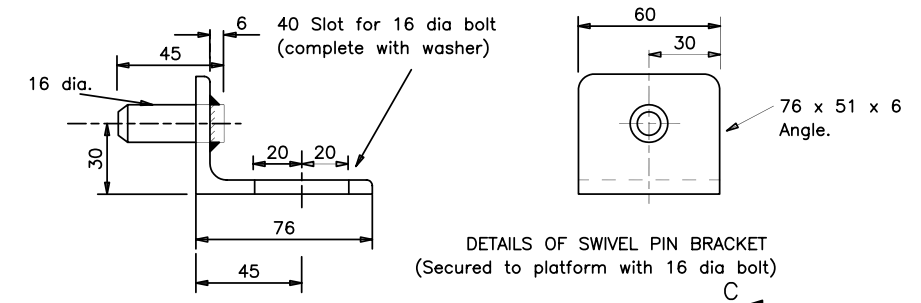 6
40 Slot for 16 dia bolt
(complete with washer)
45
16 dia.
30
20 20
76
45
60
30
76 x 51 x 6
Angle.
DETAILS OF SWIVEL PIN BRACKET
(Secured to platform with 16 dia bolt)
C